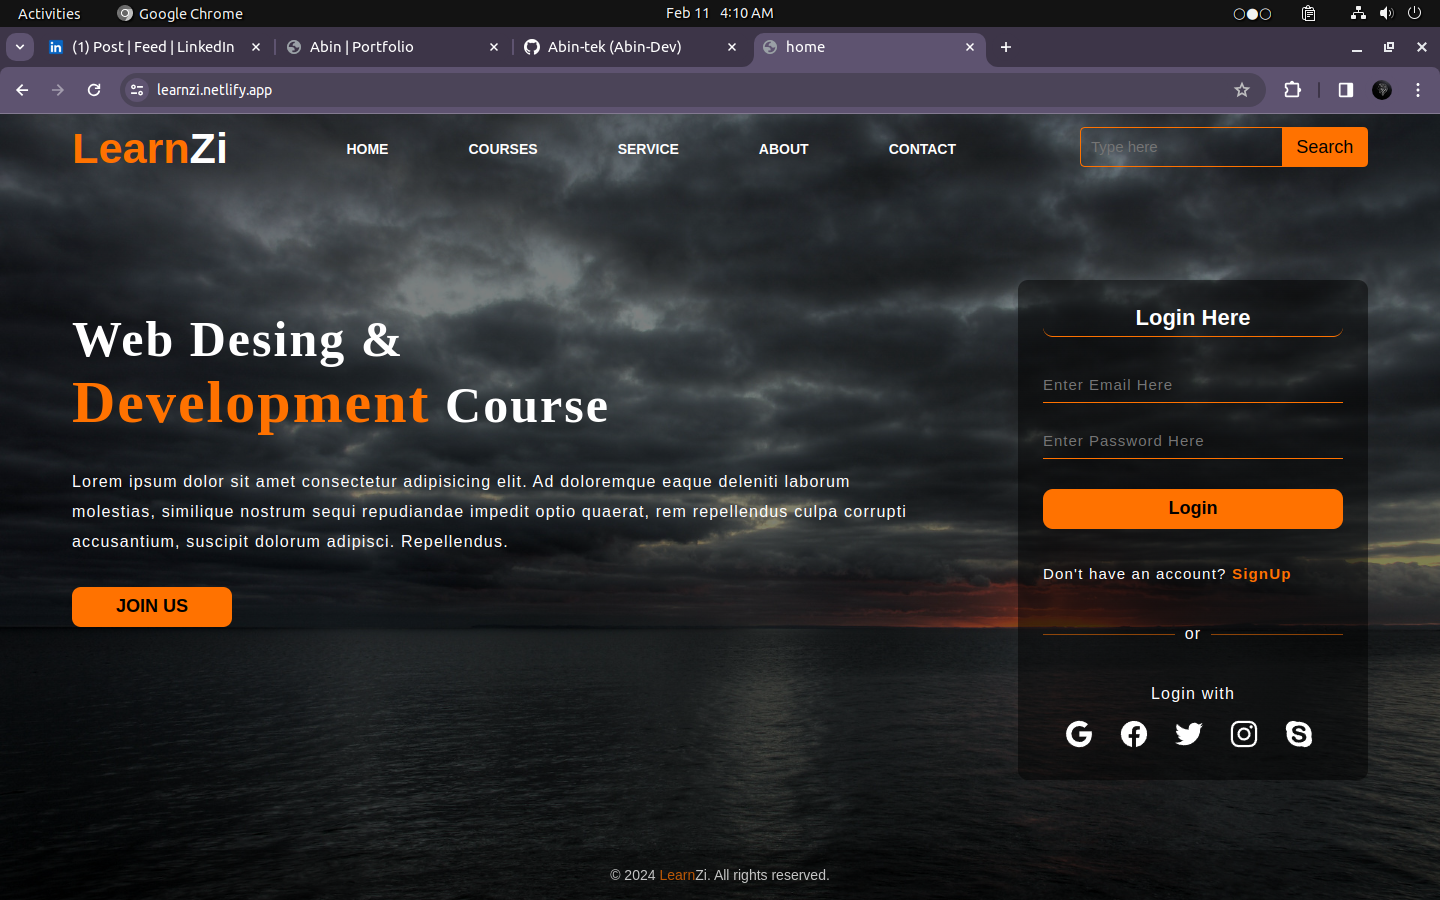 Activities Google Chrome Feb 11 4:10 AM
(1) Post | Feed | LinkedIn Abin | Portfolio Abin-tek (Abin-Dev) home
learnzi.netlify.app
LearnZi HOME COURSES SERVICE ABOUT CONTACT Type here Search
Web Desing &
Development Course
Lorem ipsum dolor sit amet consectetur adipisicing elit. Ad doloremque eaque deleniti laborum
molestias, similique nostrum sequi repudiandae impedit optio quaerat, rem repellendus culpa corrupti
accusantium, suscipit dolorum adipisci. Repellendus.
JOIN US
Login Here
Enter Email Here
Enter Password Here
Login
Don't have an account? SignUp
or
Login with
© 2024 LearnZi. All rights reserved.